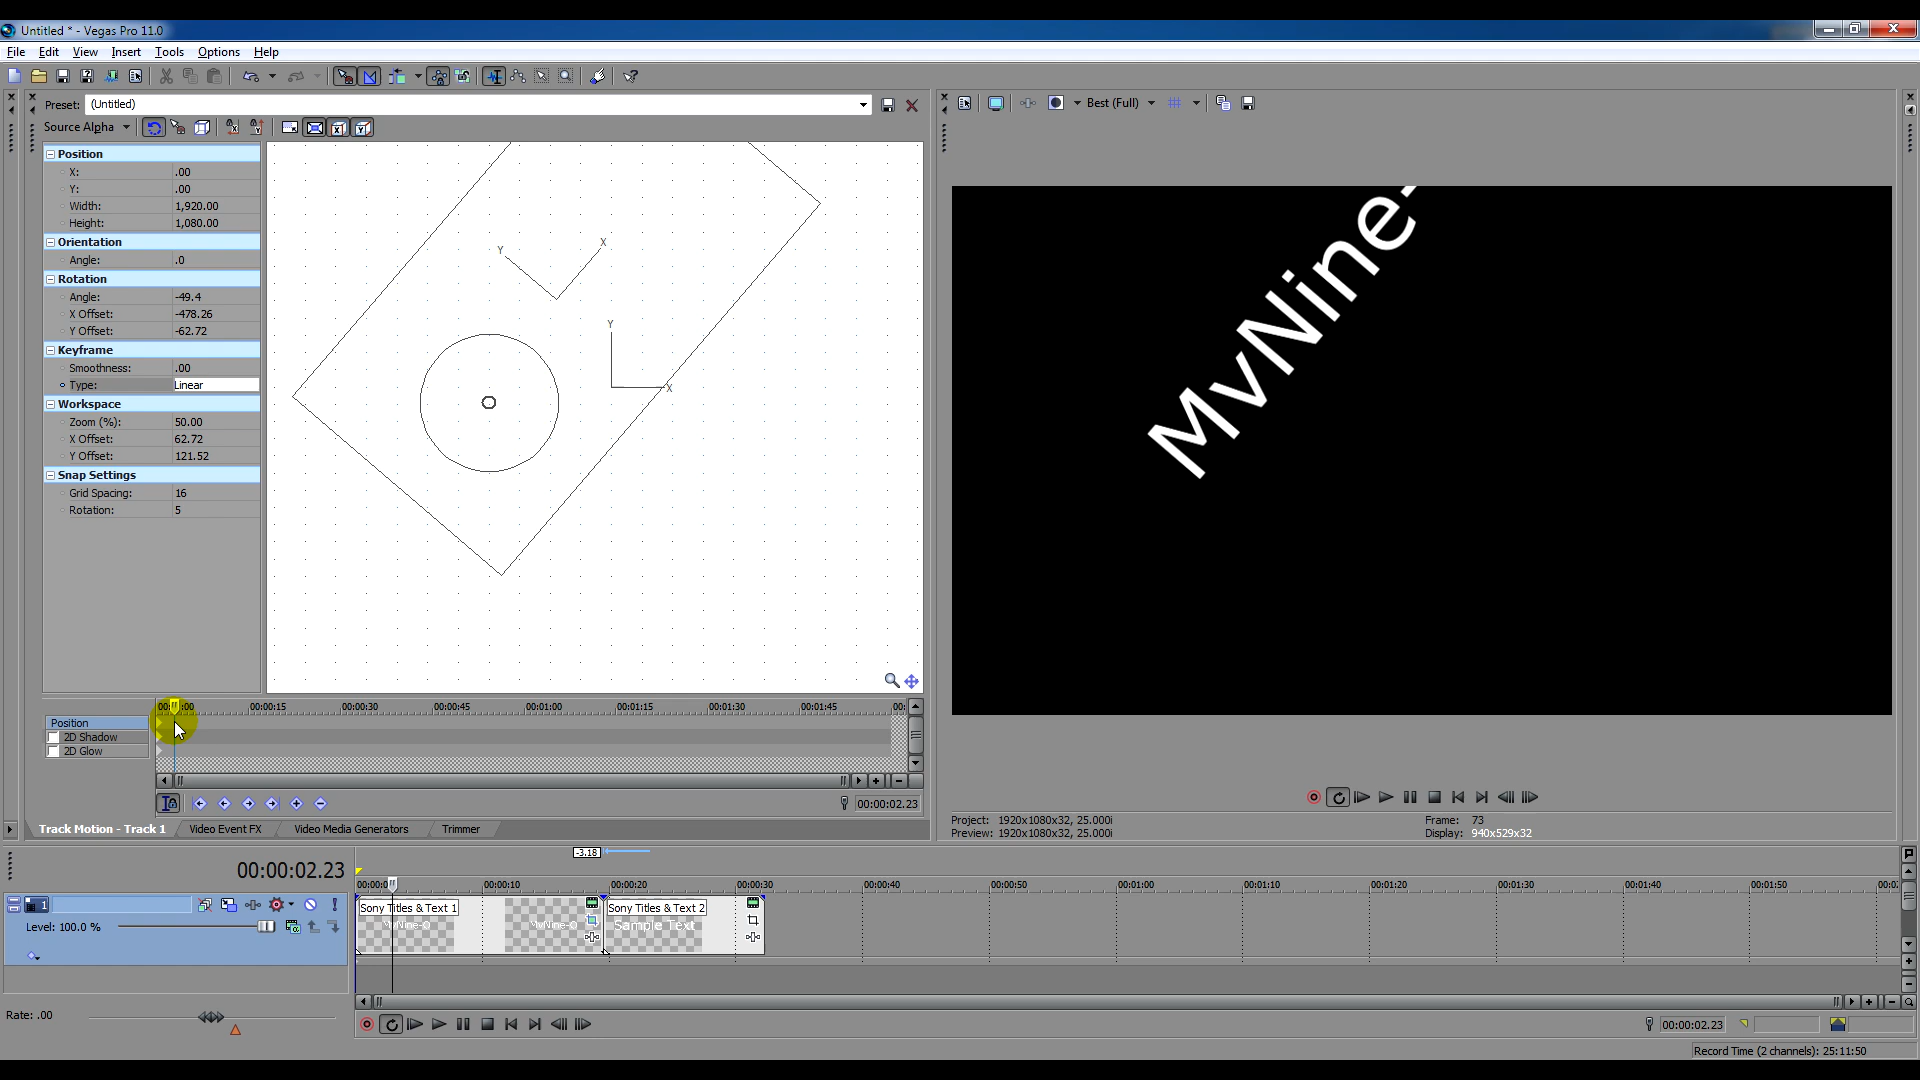 Untitled * - Vegas Pro 11.0
File Edit View Insert Tools Options Help
Preset: (Untitled)
Source Alpha
Best (Full)
Position
X: .00
Y: .00
Width: 1,920.00
Height: 1,080.00
Orientation
Angle: .0
Rotation
Angle: -49.4
X Offset: -478.26
Y Offset: -62.72
Keyframe
Smoothness: .00
Type: Linear
Workspace
Zoom (%): 50.00
X Offset: 62.72
Y Offset: 121.52
Snap Settings
Grid Spacing: 16
Rotation: 5
Y X
Y
X
MvNine-
00:00:15 00:00:30 00:00:45 00:01:00 00:01:15 00:01:30 00:01:45 00:
Position
2D Shadow
2D Glow
00:00:02.23
Track Motion - Track 1 Video Event FX Video Media Generators Trimmer
Project: 1920x1080x32, 25.000i
Preview: 1920x1080x32, 25.000i
Frame: 73
Display: 940x529x32
-3.18
00:00:02.23
00:00:0 00:00:10 00:00:20 00:00:30 00:00:40 00:00:50 00:01:00 00:01:10 00:01:20 00:01:30 00:01:40 00:01:50 00:0
1
Level: 100.0 %
Sony Titles & Text 1
Sony Titles & Text 2
MvNine-O
MvNine-O
Sample Text
Rate: .00
00:00:02.23
Record Time (2 channels): 25:11:50